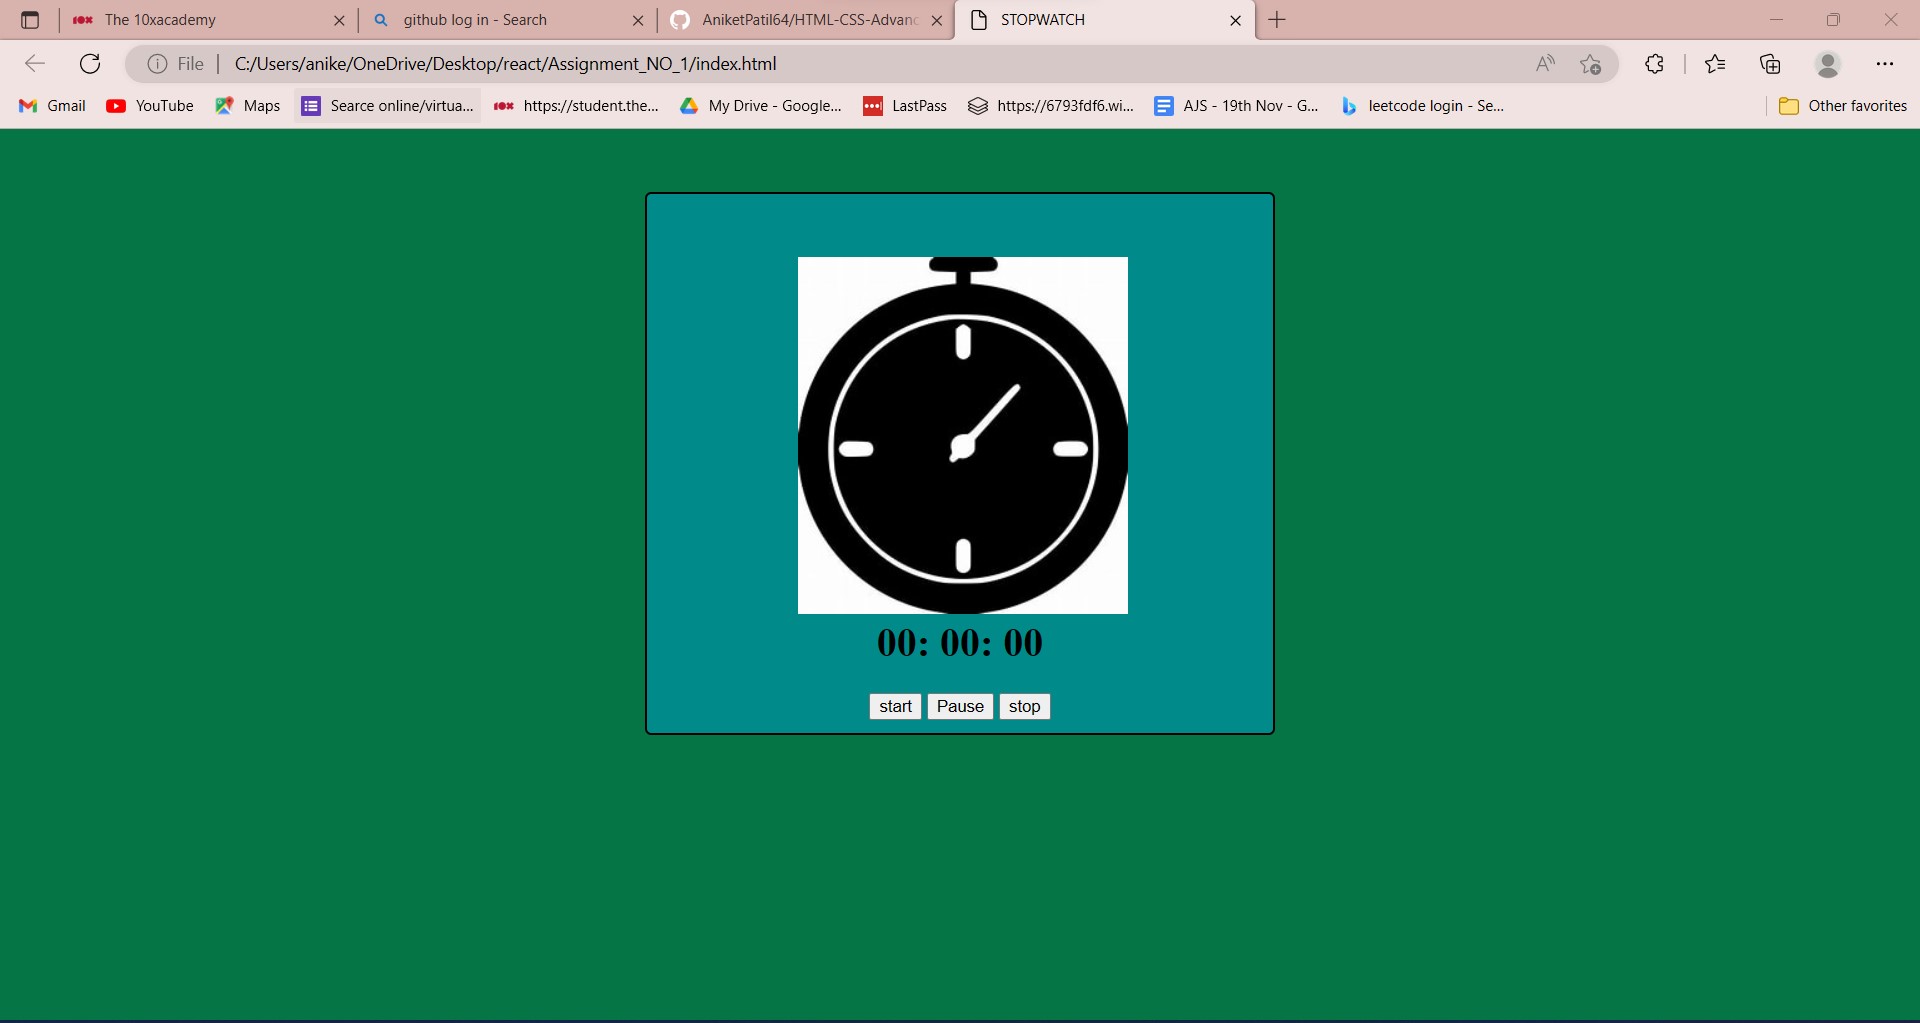 The 10xacademy
github log in - Search
AniketPatil64/HTML-CSS-Advanc
STOPWATCH
File
C:/Users/anike/OneDrive/Desktop/react/Assignment_NO_1/index.html
Gmail
YouTube
Maps
Searce online/virtua...
https://student.the...
My Drive - Google...
LastPass
https://6793fdf6.wi...
AJS - 19th Nov - G...
leetcode login - Se...
Other favorites
00: 00: 00
start Pause stop